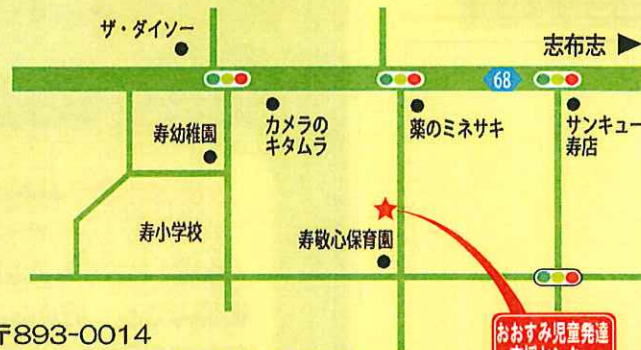 ザ・ダイソー
志布志
68
寿幼稚園
カメラの
キタムラ
薬のミネサキ
サンキュー
寿店
寿小学校
寿敬心保育園
〒893-0014
おおすみ児童発達